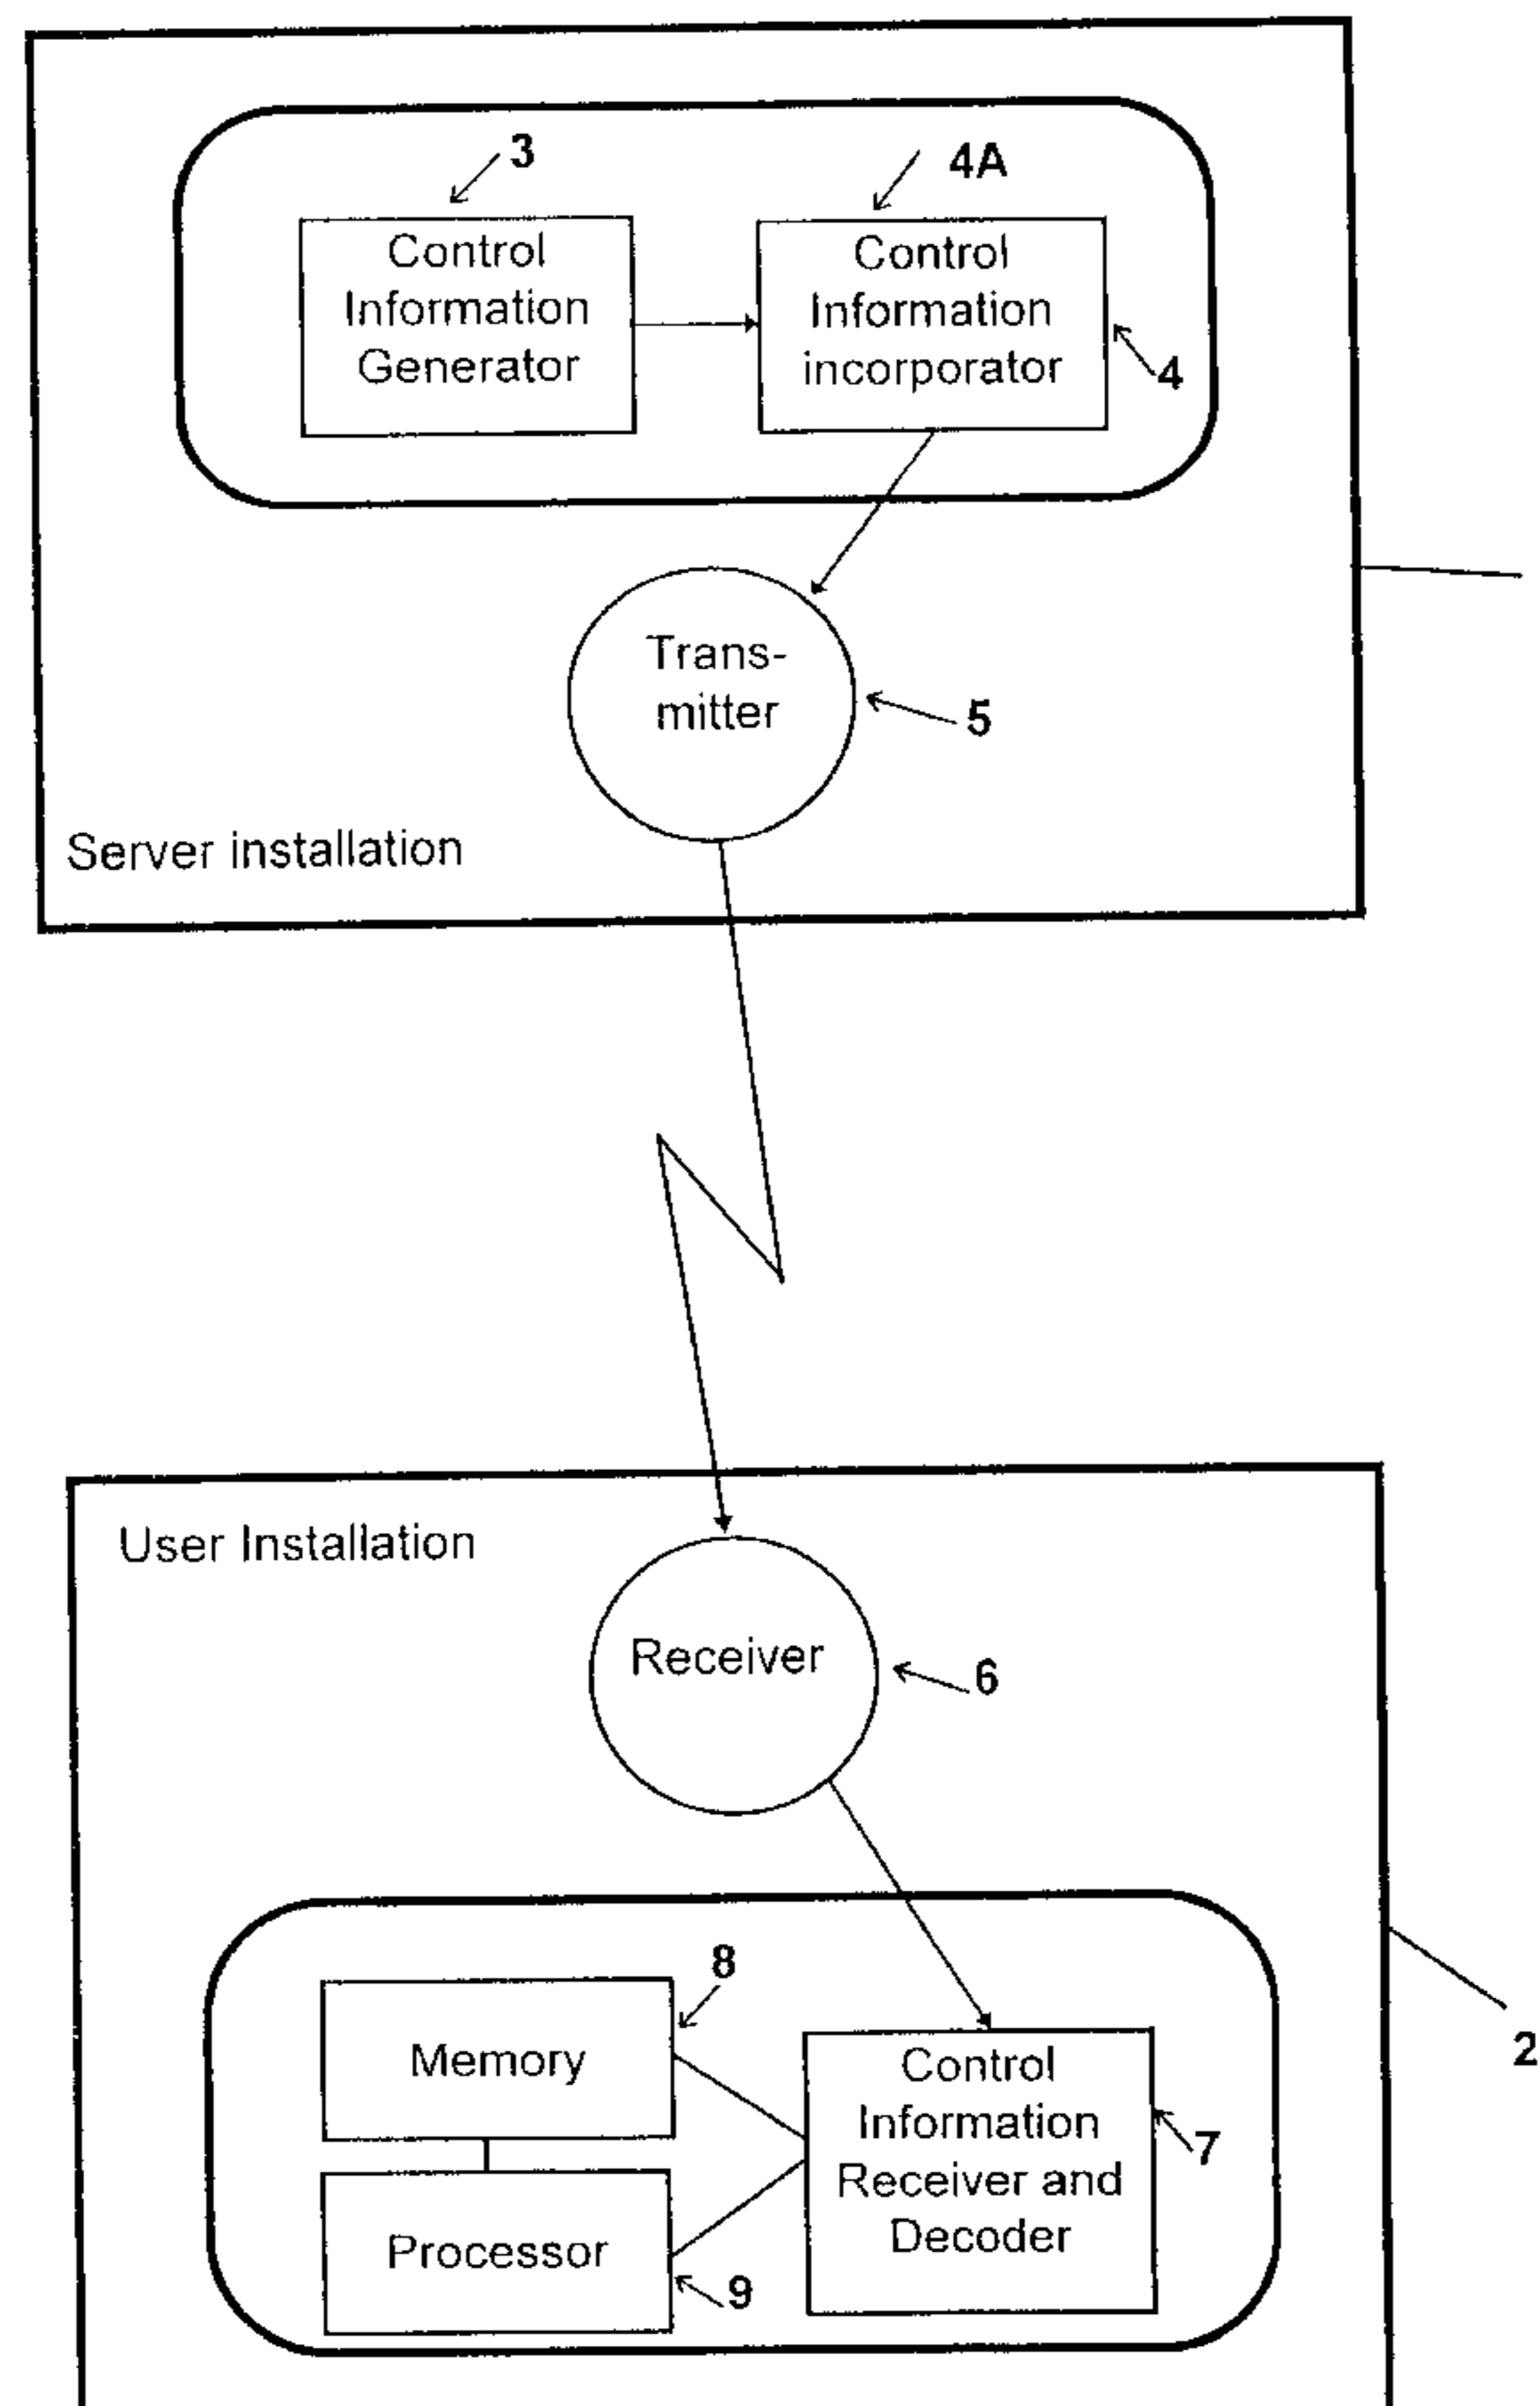 3
4A
Control
Information
Generator
Control
Information
incorporator
4
Trans-
mitter
5
Server installation
User Installation
Receiver
6
8
Memory
Control
Information
Receiver and
Decoder
7
2
Processor
9